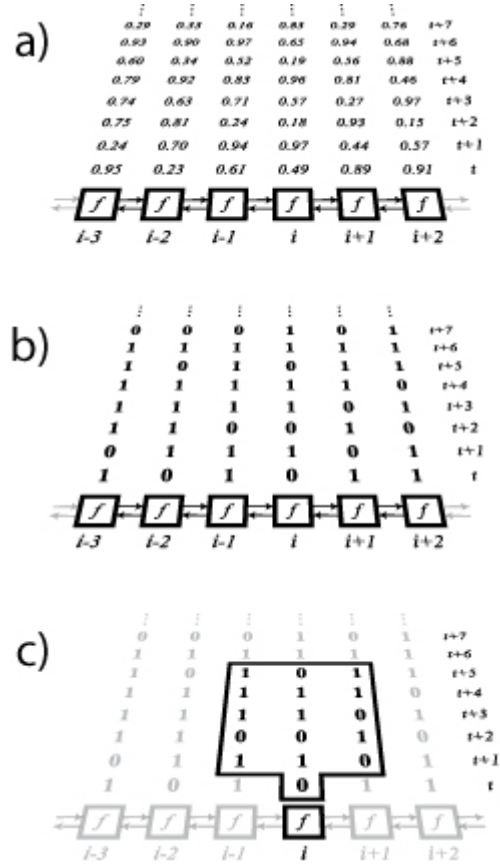 a)
0.29 0.33 0.16 0.83 0.29 0.76 t+7
0.93 0.90 0.97 0.65 0.94 0.68 t+6
0.60 0.34 0.52 0.19 0.56 0.88 t+5
0.79 0.92 0.83 0.96 0.81 0.46 t+4
0.74 0.63 0.71 0.57 0.27 0.97 t+3
0.75 0.81 0.24 0.18 0.93 0.15 t+2
0.24 0.70 0.94 0.97 0.44 0.57 t+1
0.95 0.23 0.61 0.49 0.89 0.91 t
f f f f f f
i-3 i-2 i-1 i i+1 i+2
b)
0 0 0 1 0 1 t+7
1 1 1 1 1 1 t+6
1 0 1 0 1 1 t+5
1 1 1 1 1 0 t+4
1 1 1 1 0 1 t+3
1 1 0 0 1 0 t+2
0 1 1 1 0 1 t+1
1 0 1 0 1 1 t
f f f f f f
i-3 i-2 i-1 i i+1 i+2
c)
0 0 0 1 0 1 t+7
1 1 1 1 1 1 t+6
1 0 1 0 1 1 t+5
1 1 1 1 1 0 t+4
1 1 1 1 0 1 t+3
1 1 0 0 1 0 t+2
0 1 1 1 0 1 t+1
1 0 1 0 1 1 t
f f f f f f
i-3 i-2 i-1 i i+1 i+2